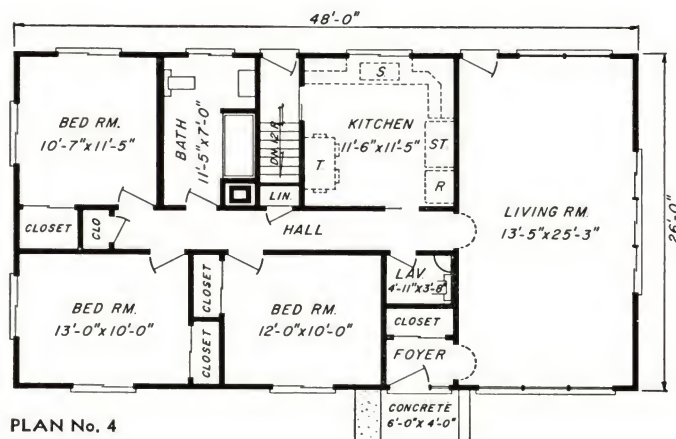 48'-0"
BED RM.
10'-7"x11'-5"
BATH
11'-5"x7'-0"
DN. 12 R
LIN.
S
KITCHEN
11'-6"x11'-5"
T
ST.
R
CLOSET
CLO
HALL
LIVING RM.
13'-5"x25'-3"
26'-0"
BED RM.
13'-0"x10'-0"
CLOSET
CLOSET
BED RM.
12'-0"x10'-0"
LAV.
4'-11"x3'-8"
CLOSET
FOYER
CONCRETE
6'-0"x4'-0"
PLAN No. 4